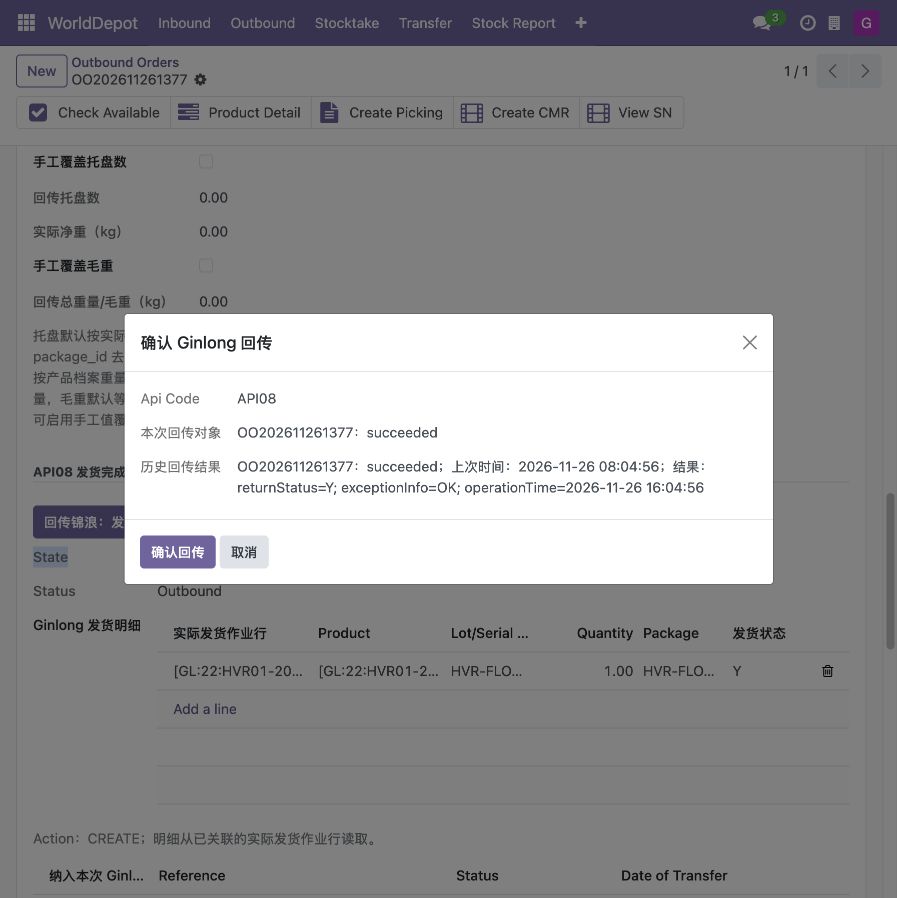 WorldDepot Inbound Outbound Stocktake Transfer Stock Report + 3 G
New
Outbound Orders
OO202611261377
1 / 1
Check Available Product Detail Create Picking Create CMR View SN
手工覆盖托盘数
回传托盘数 0.00
实际净重（kg） 0.00
手工覆盖毛重
回传总重量/毛重（kg） 0.00
托盘默认按实际
package_id 去
按产品档案重量
量，毛重默认等
可启用手工值覆
API08 发货完成
回传锦浪：发
State
确认 Ginlong 回传
Api Code API08
本次回传对象 OO202611261377：succeeded
历史回传结果 OO202611261377：succeeded；上次时间：2026-11-26 08:04:56；结果：
returnStatus=Y; exceptionInfo=OK; operationTime=2026-11-26 16:04:56
确认回传 取消
Status Outbound
Ginlong 发货明细
实际发货作业行 Product Lot/Serial ... Quantity Package 发货状态
[GL:22:HVR01-20... [GL:22:HVR01-2... HVR-FLO... 1.00 HVR-FLO... Y
Add a line
Action：CREATE；明细从已关联的实际发货作业行读取。
纳入本次 Ginl... Reference Status Date of Transfer